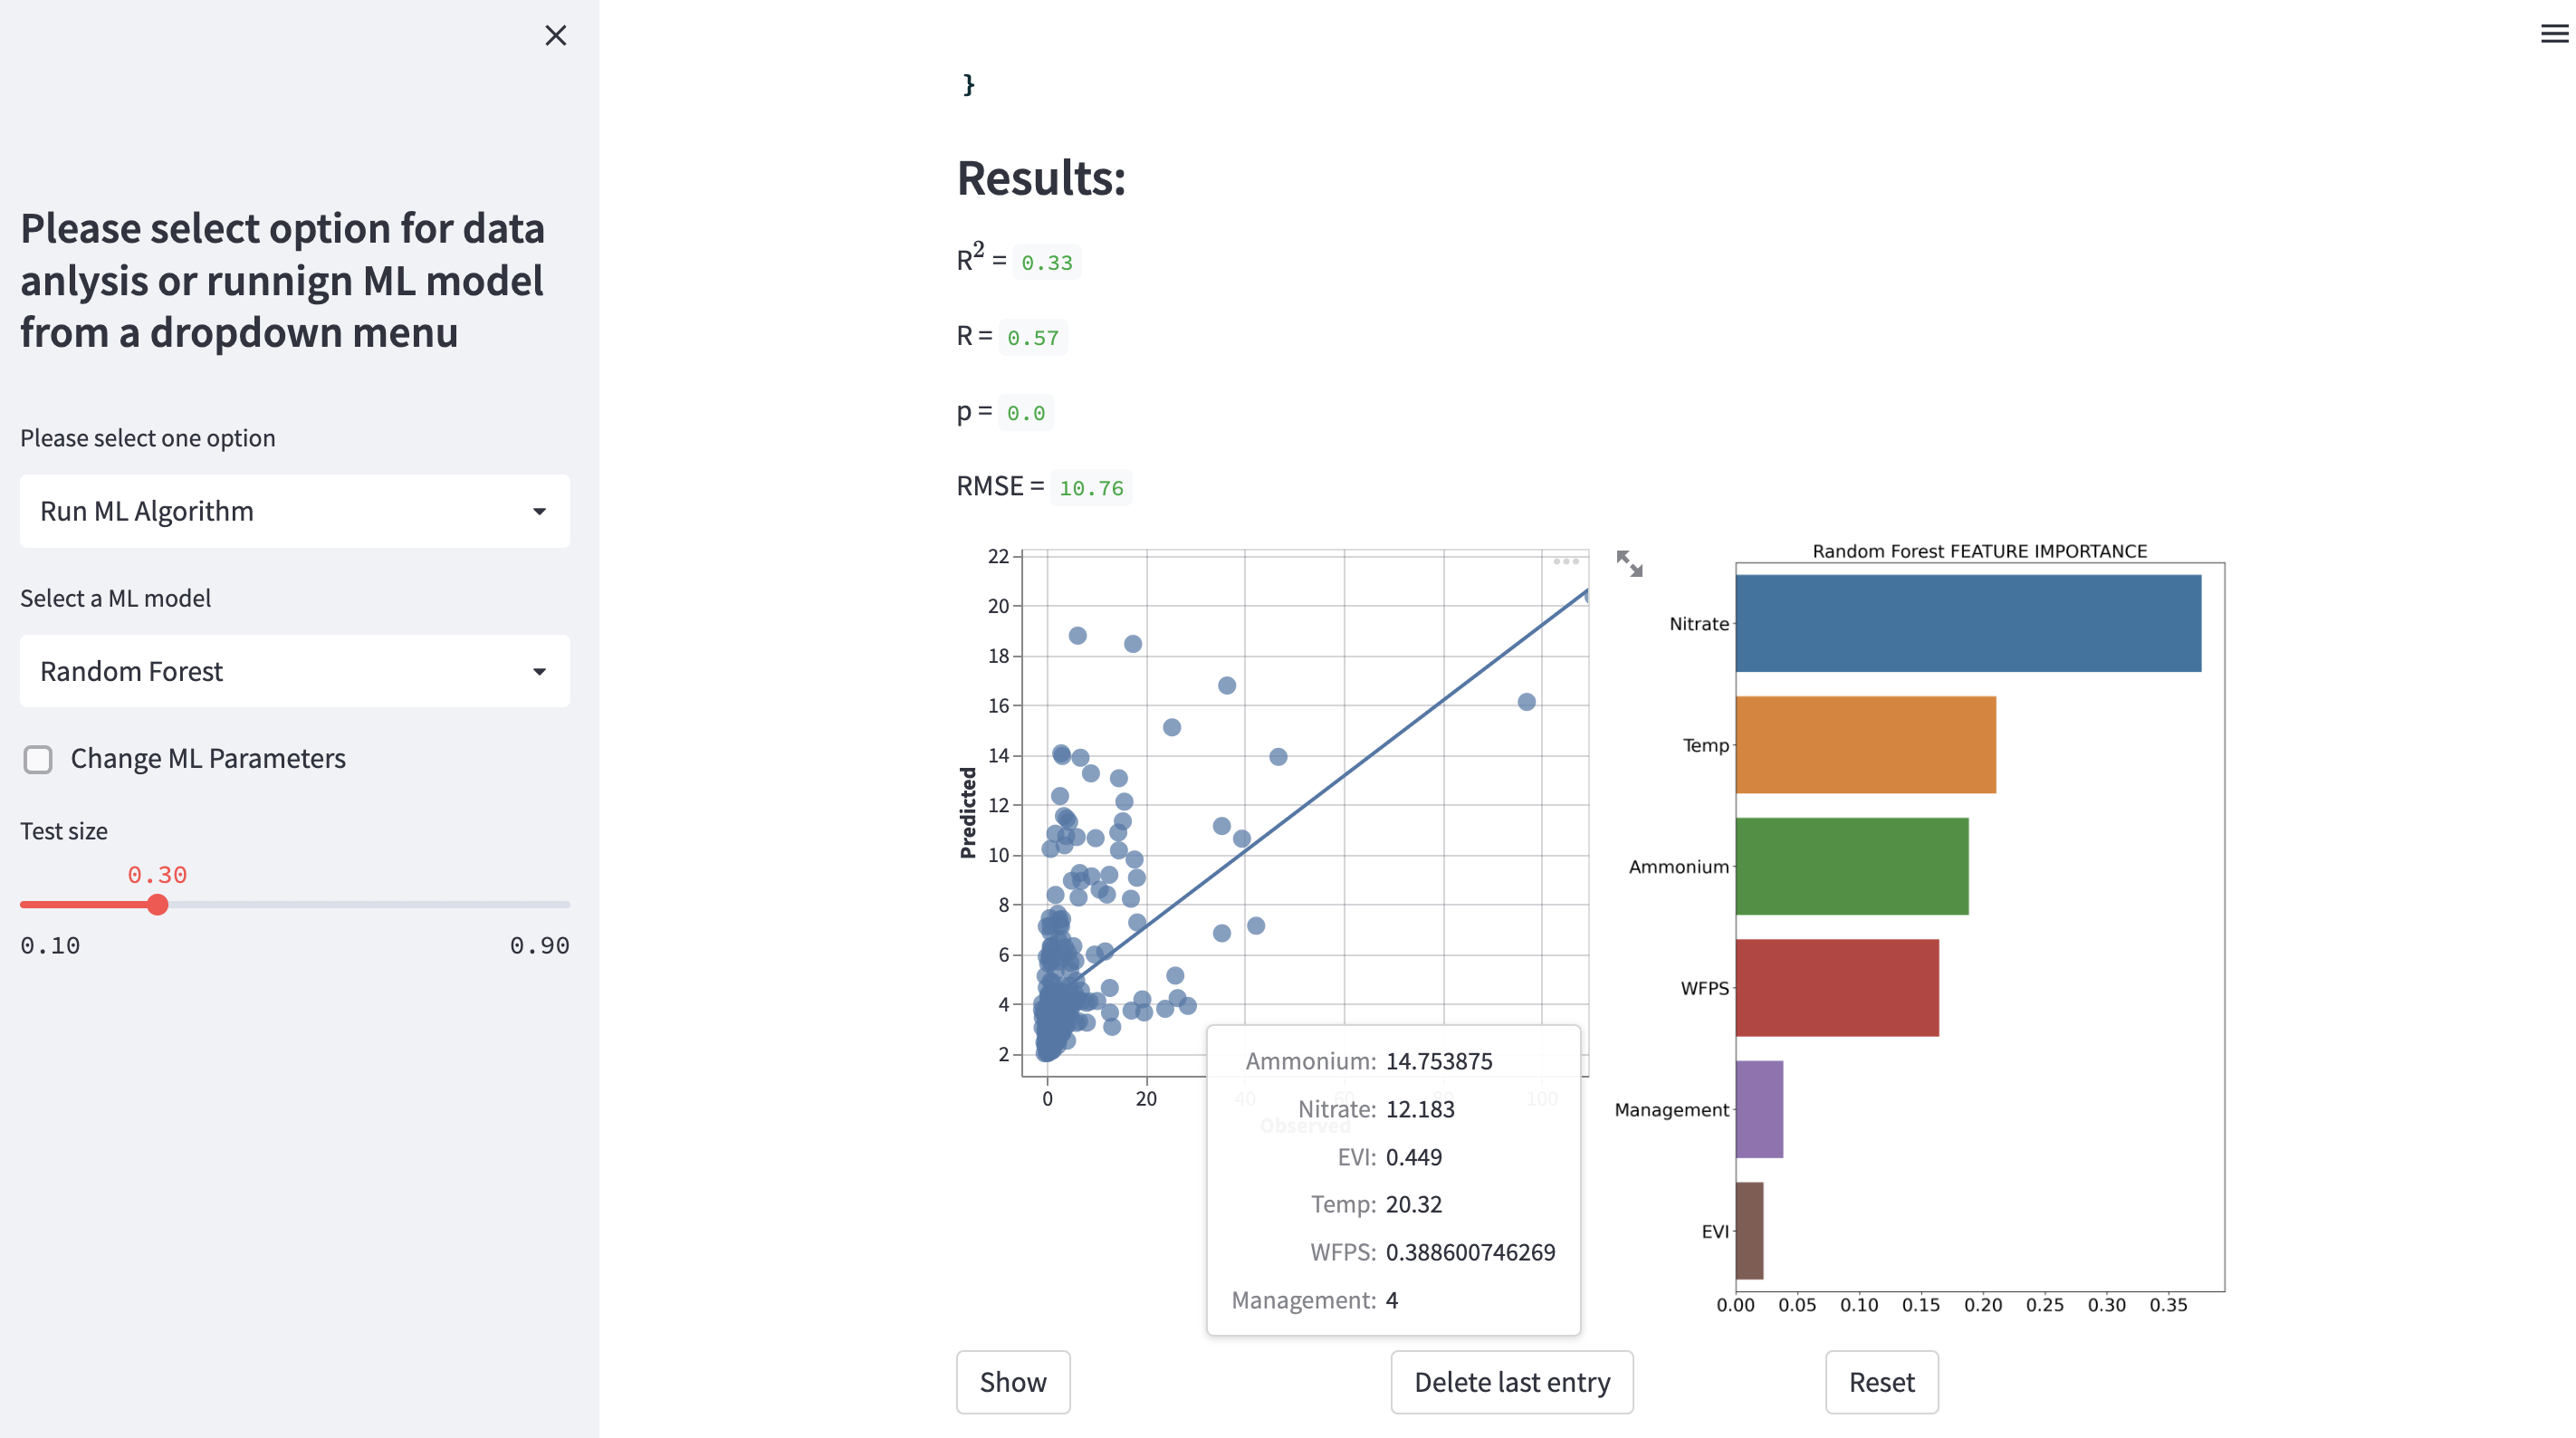 Please select option for data
anlysis or runnign ML model
from a dropdown menu
Please select one option
Run ML Algorithm
Select a ML model
Random Forest
Change ML Parameters
Test size
0.30
0.10 0.90
}
Results:
R2 = 0.33
R = 0.57
p = 0.0
RMSE = 10.76
22
20
18
16
14
12
10
8
6
4
2
Predicted
0 20 40 60 80 100
Observed
Ammonium: 14.753875
Nitrate: 12.183
EVI: 0.449
Temp: 20.32
WFPS: 0.388600746269
Management: 4
Random Forest FEATURE IMPORTANCE
Nitrate
Temp
Ammonium
WFPS
Management
EVI
0.00 0.05 0.10 0.15 0.20 0.25 0.30 0.35
Show
Delete last entry
Reset